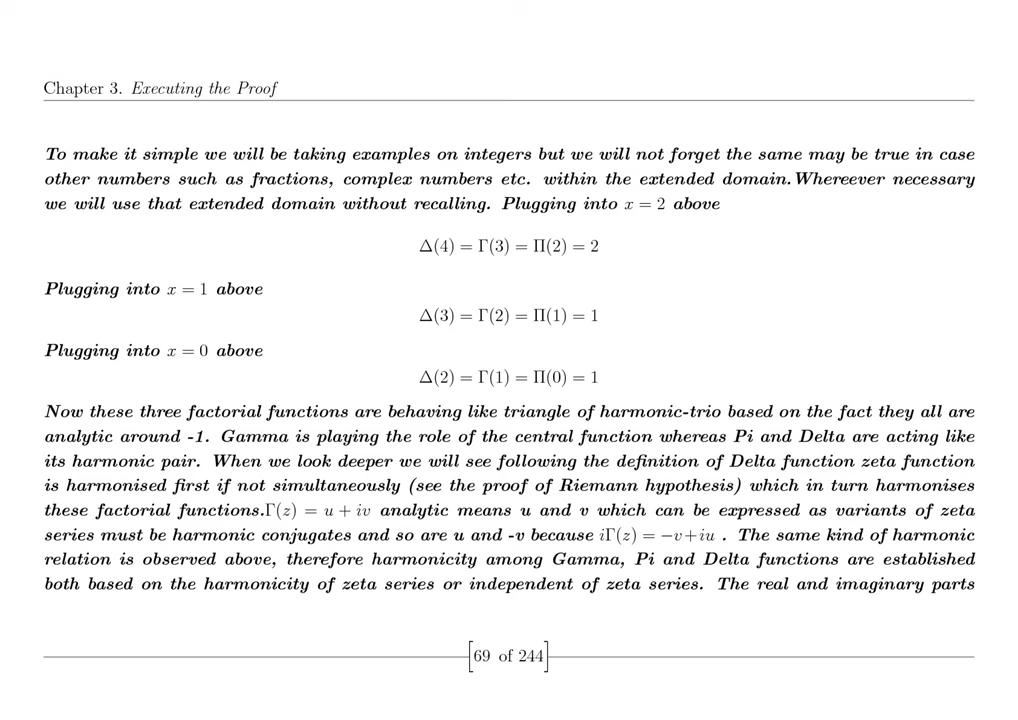 Chapter 3. Executing the Proof
To make it simple we will be taking examples on integers but we will not forget the same may be true in case
other numbers such as fractions, complex numbers etc. within the extended domain.Whereever necessary
we will use that extended domain without recalling. Plugging into x = 2 above
Δ(4) = Γ(3) = Π(2) = 2
Plugging into x = 1 above
Δ(3) = Γ(2) = Π(1) = 1
Plugging into x = 0 above
Δ(2) = Γ(1) = Π(0) = 1
Now these three factorial functions are behaving like triangle of harmonic-trio based on the fact they all are
analytic around -1. Gamma is playing the role of the central function whereas Pi and Delta are acting like
its harmonic pair. When we look deeper we will see following the definition of Delta function zeta function
is harmonised first if not simultaneously (see the proof of Riemann hypothesis) which in turn harmonises
these factorial functions.Γ(z) = u + iv analytic means u and v which can be expressed as variants of zeta
series must be harmonic conjugates and so are u and -v because iΓ(z) = −v+iu . The same kind of harmonic
relation is observed above, therefore harmonicity among Gamma, Pi and Delta functions are established
both based on the harmonicity of zeta series or independent of zeta series. The real and imaginary parts
[69 of 244]